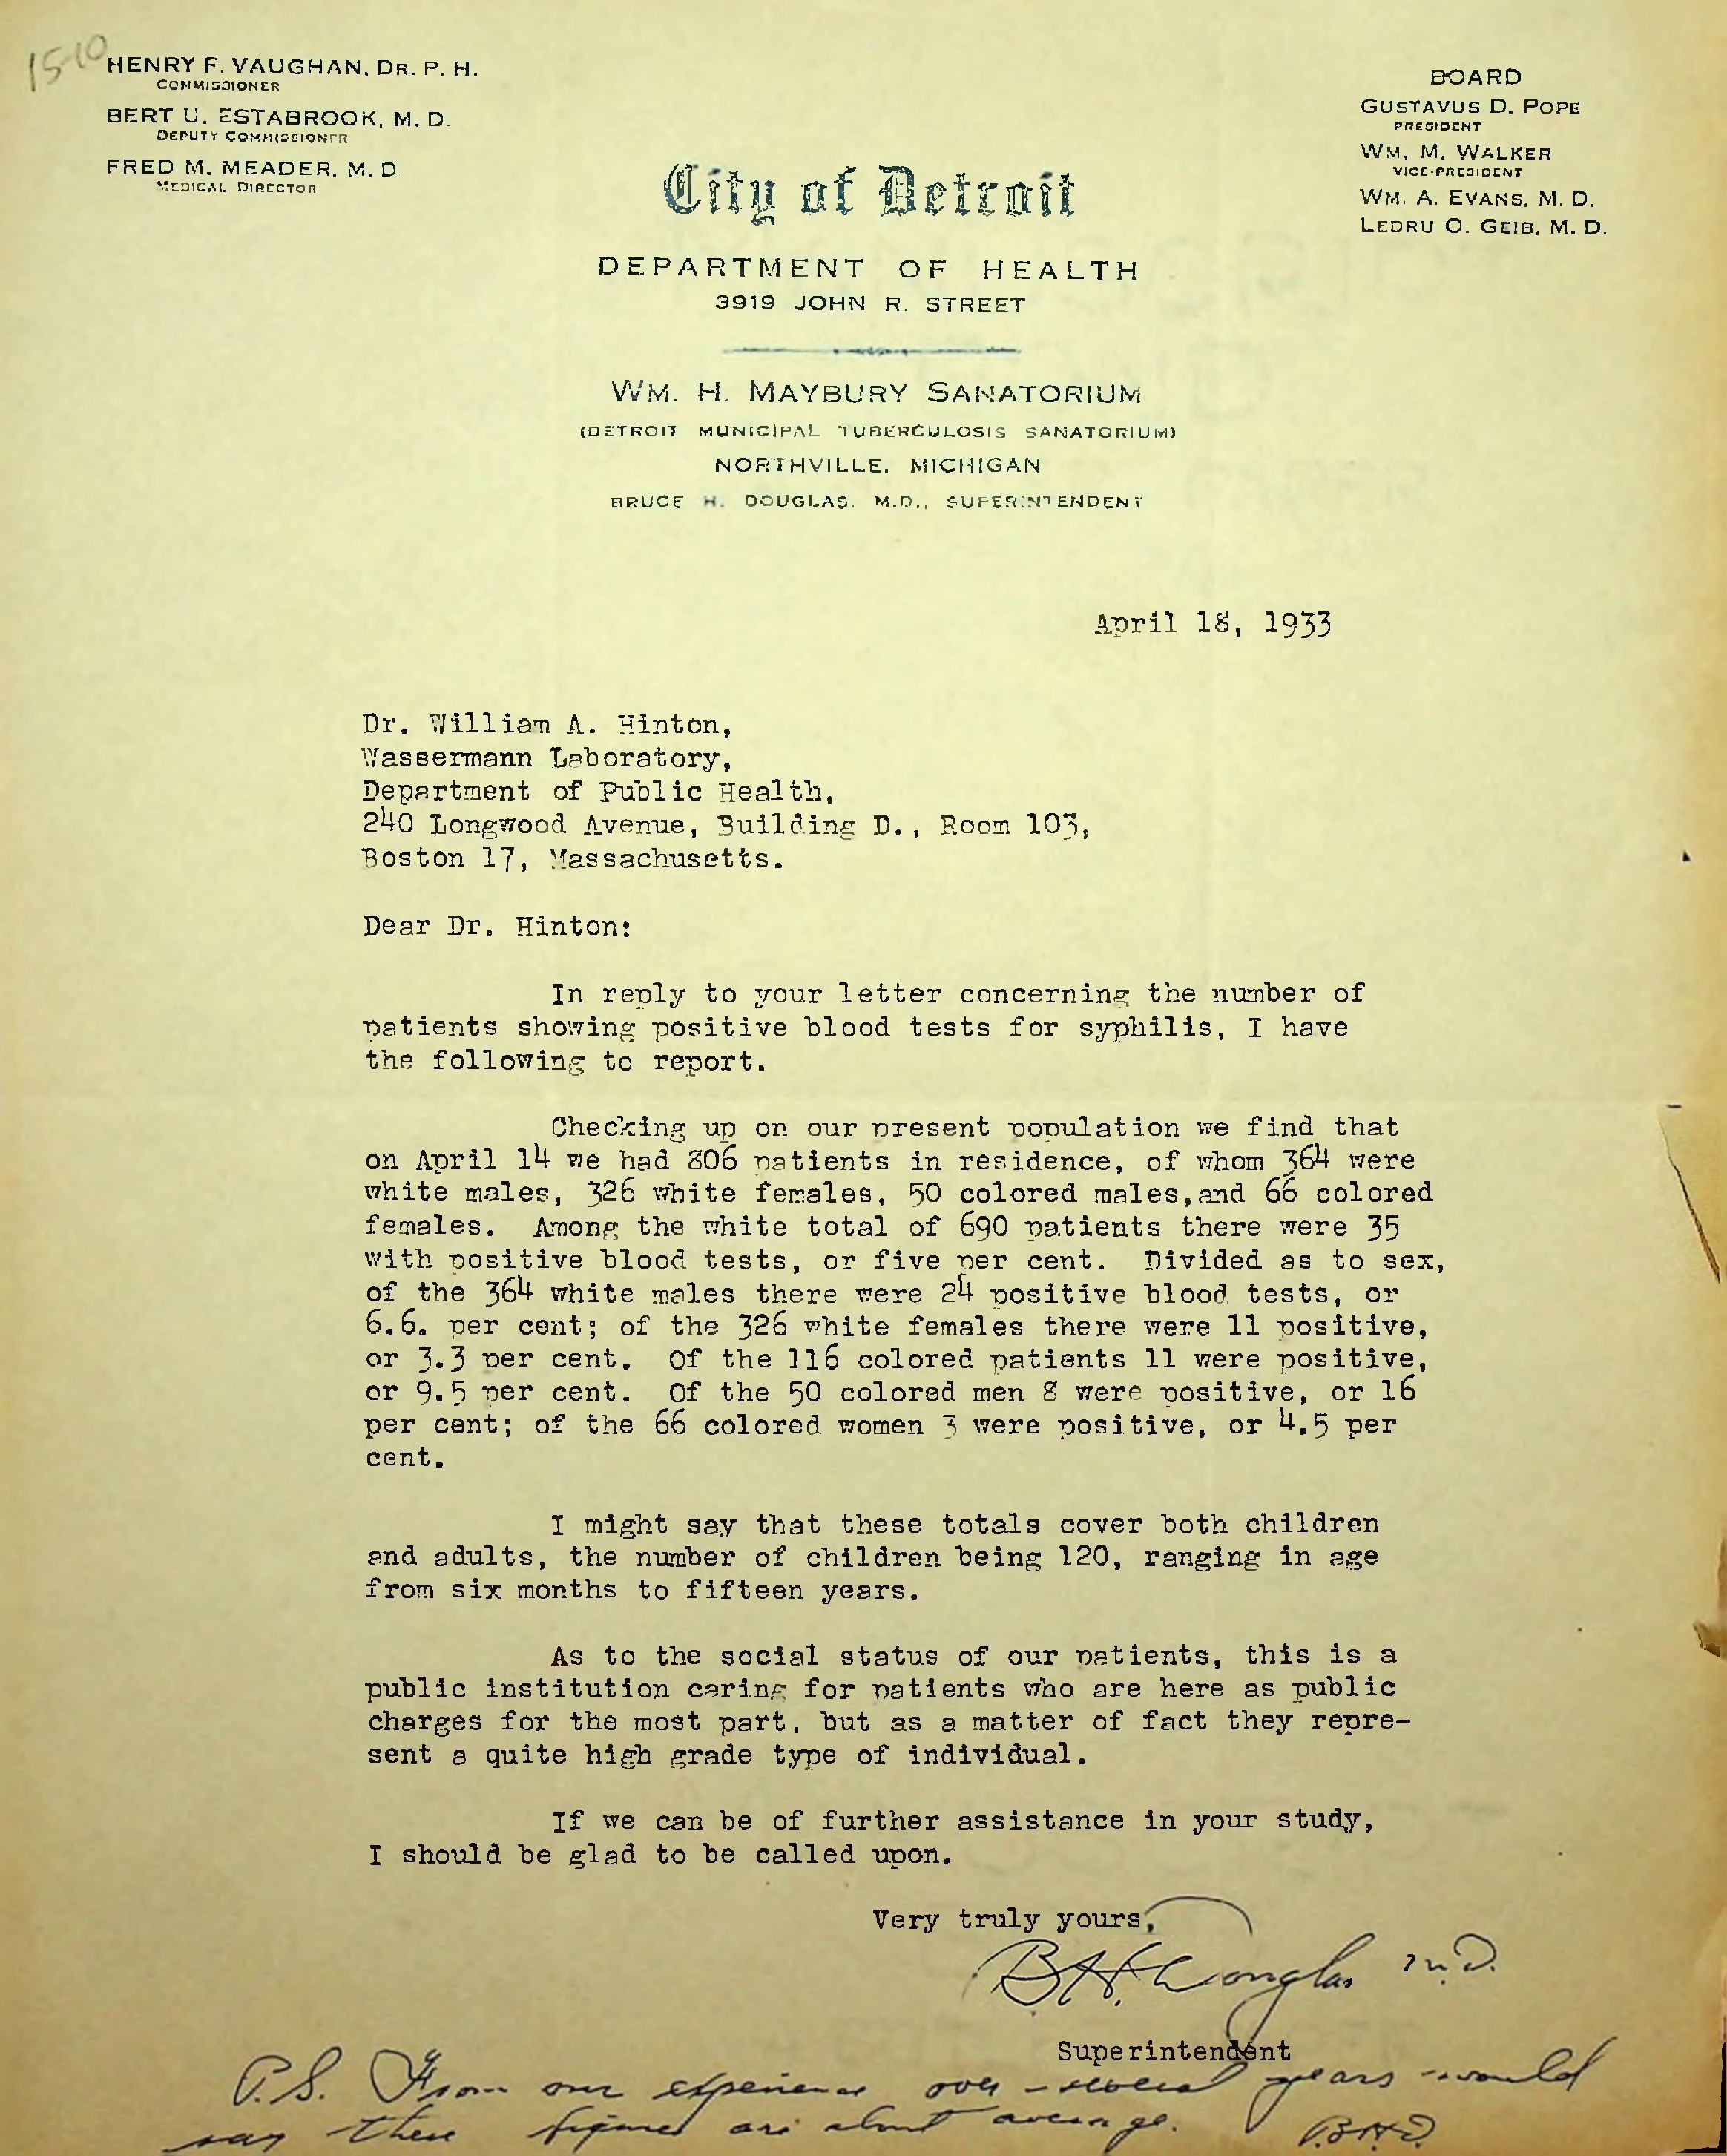 15-10
HENRY F. VAUGHAN, DR. P. H.
COMMISSIONER
BERT U. ESTABROOK, M. D.
DEPUTY COMMISSIONER
FRED M. MEADER, M. D.
MEDICAL DIRECTOR
BOARD
GUSTAVUS D. POPE
PRESIDENT
WM. M. WALKER
VICE-PRESIDENT
WM. A. EVANS, M. D.
LEDRU O. GEIB, M. D.
City of Detroit
DEPARTMENT OF HEALTH
3919 JOHN R. STREET
WM. H. MAYBURY SANATORIUM
(DETROIT MUNICIPAL TUBERCULOSIS SANATORIUM)
NORTHVILLE, MICHIGAN
BRUCE H. DOUGLAS, M.D., SUPERINTENDENT
April 18, 1933
Dr. William A. Hinton,
Wassermann Laboratory,
Department of Public Health,
240 Longwood Avenue, Building D., Room 103,
Boston 17, Massachusetts.
Dear Dr. Hinton:
In reply to your letter concerning the number of
patients showing positive blood tests for syphilis, I have
the following to report.
Checking up on our present population we find that
on April 14 we had 806 patients in residence, of whom 364 were
white males, 326 white females, 50 colored males,and 66 colored
females. Among the white total of 690 patients there were 35
with positive blood tests, or five per cent. Divided as to sex,
of the 364 white males there were 24 positive blood tests, or
6.6. per cent; of the 326 white females there were 11 positive,
or 3.3 per cent. Of the 116 colored patients 11 were positive,
or 9.5 per cent. Of the 50 colored men 8 were positive, or 16
per cent; of the 66 colored women 3 were positive, or 4.5 per
cent.
I might say that these totals cover both children
and adults, the number of children being 120, ranging in age
from six months to fifteen years.
As to the social status of our patients, this is a
public institution caring for patients who are here as public
charges for the most part, but as a matter of fact they repre-
sent a quite high grade type of individual.
If we can be of further assistance in your study,
I should be glad to be called upon.
Very truly yours,
B.H. Douglas M.D.
Superintendent
P.S. From our experience over several years would
say these figures are about average. B.H.D.